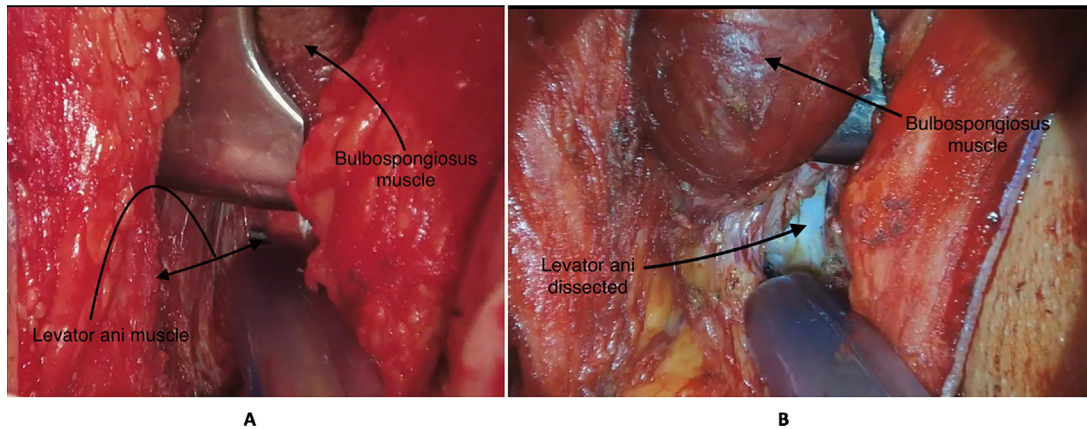 Bulbospongiosus
muscle
Levator ani muscle
A
Bulbospongiosus
muscle
Levator ani
dissected
B